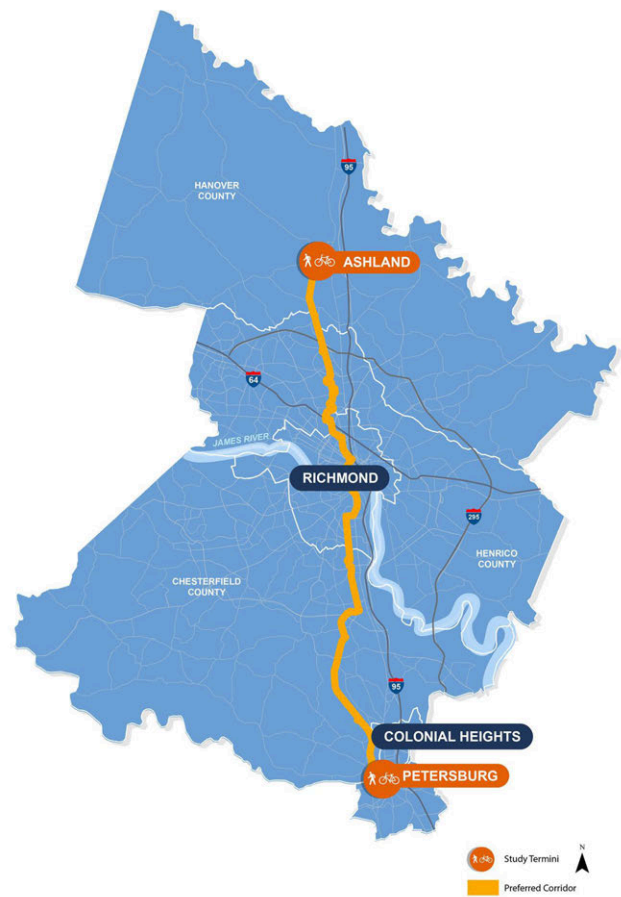 95
HANOVER
COUNTY
ASHLAND
64
JAMES RIVER
RICHMOND
295
HENRICO
COUNTY
CHESTERFIELD
COUNTY
95
COLONIAL HEIGHTS
PETERSBURG
N
Study Termini
Preferred Corridor